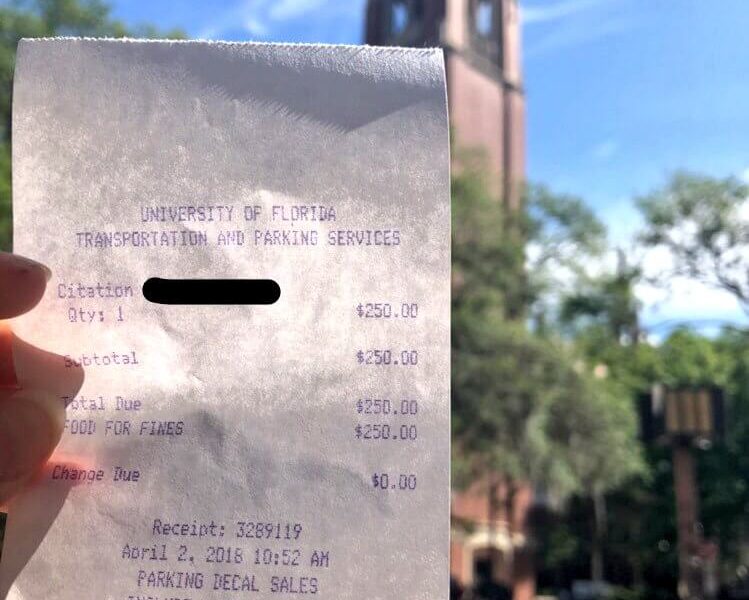 UNIVERSITY OF FLORIDA
TRANSPORTATION AND PARKING SERVICES
Citation
Qty: 1 $250.00
Subtotal $250.00
Total Due $250.00
FOOD FOR FINES $250.00
Change Due $0.00
Receipt: 3289119
April 2, 2018 10:52 AM
PARKING DECAL SALES